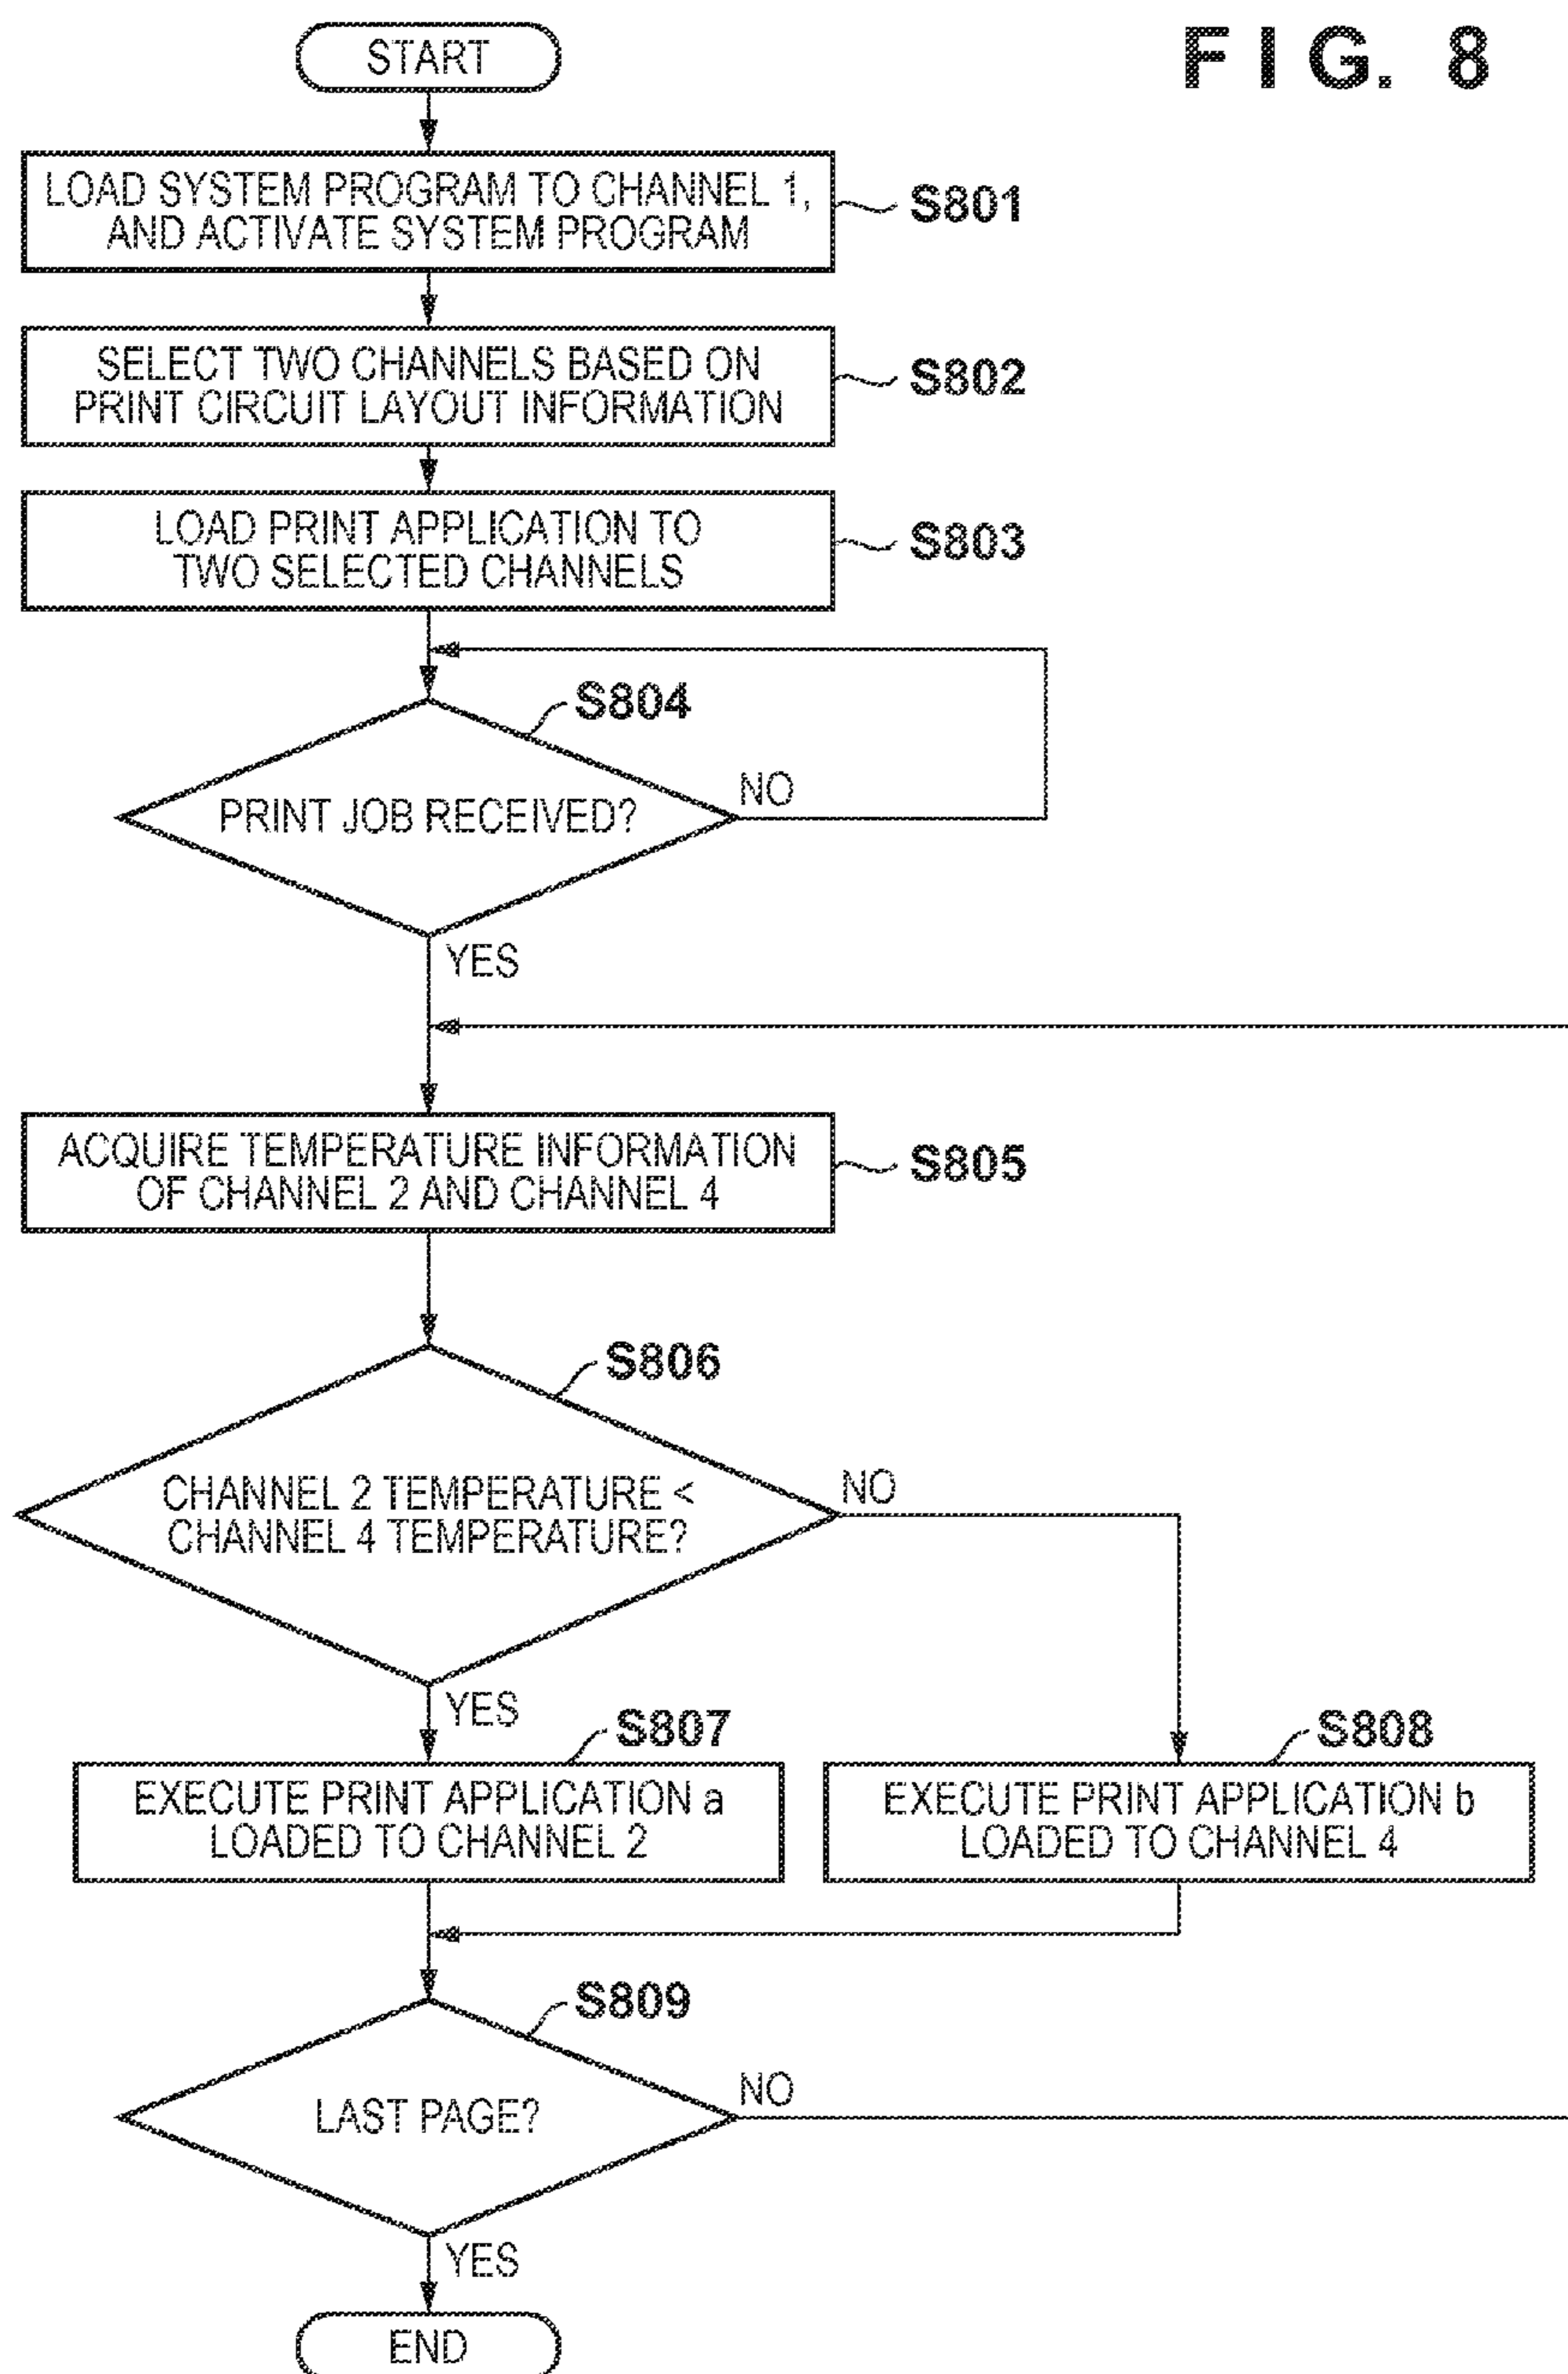 FIG. 8
START
LOAD SYSTEM PROGRAM TO CHANNEL 1,
AND ACTIVATE SYSTEM PROGRAM
S801
SELECT TWO CHANNELS BASED ON
PRINT CIRCUIT LAYOUT INFORMATION
S802
LOAD PRINT APPLICATION TO
TWO SELECTED CHANNELS
S803
S804
PRINT JOB RECEIVED?
NO
YES
ACQUIRE TEMPERATURE INFORMATION
OF CHANNEL 2 AND CHANNEL 4
S805
S806
CHANNEL 2 TEMPERATURE <
CHANNEL 4 TEMPERATURE?
NO
YES
S807
EXECUTE PRINT APPLICATION a
LOADED TO CHANNEL 2
S808
EXECUTE PRINT APPLICATION b
LOADED TO CHANNEL 4
S809
LAST PAGE?
NO
YES
END